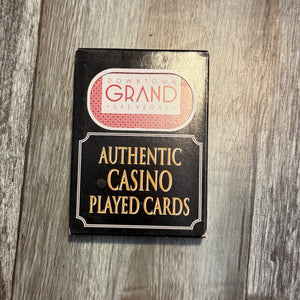 DOWNTOWN
GRAND
LAS VEGAS
AUTHENTIC
CASINO
PLAYED CARDS